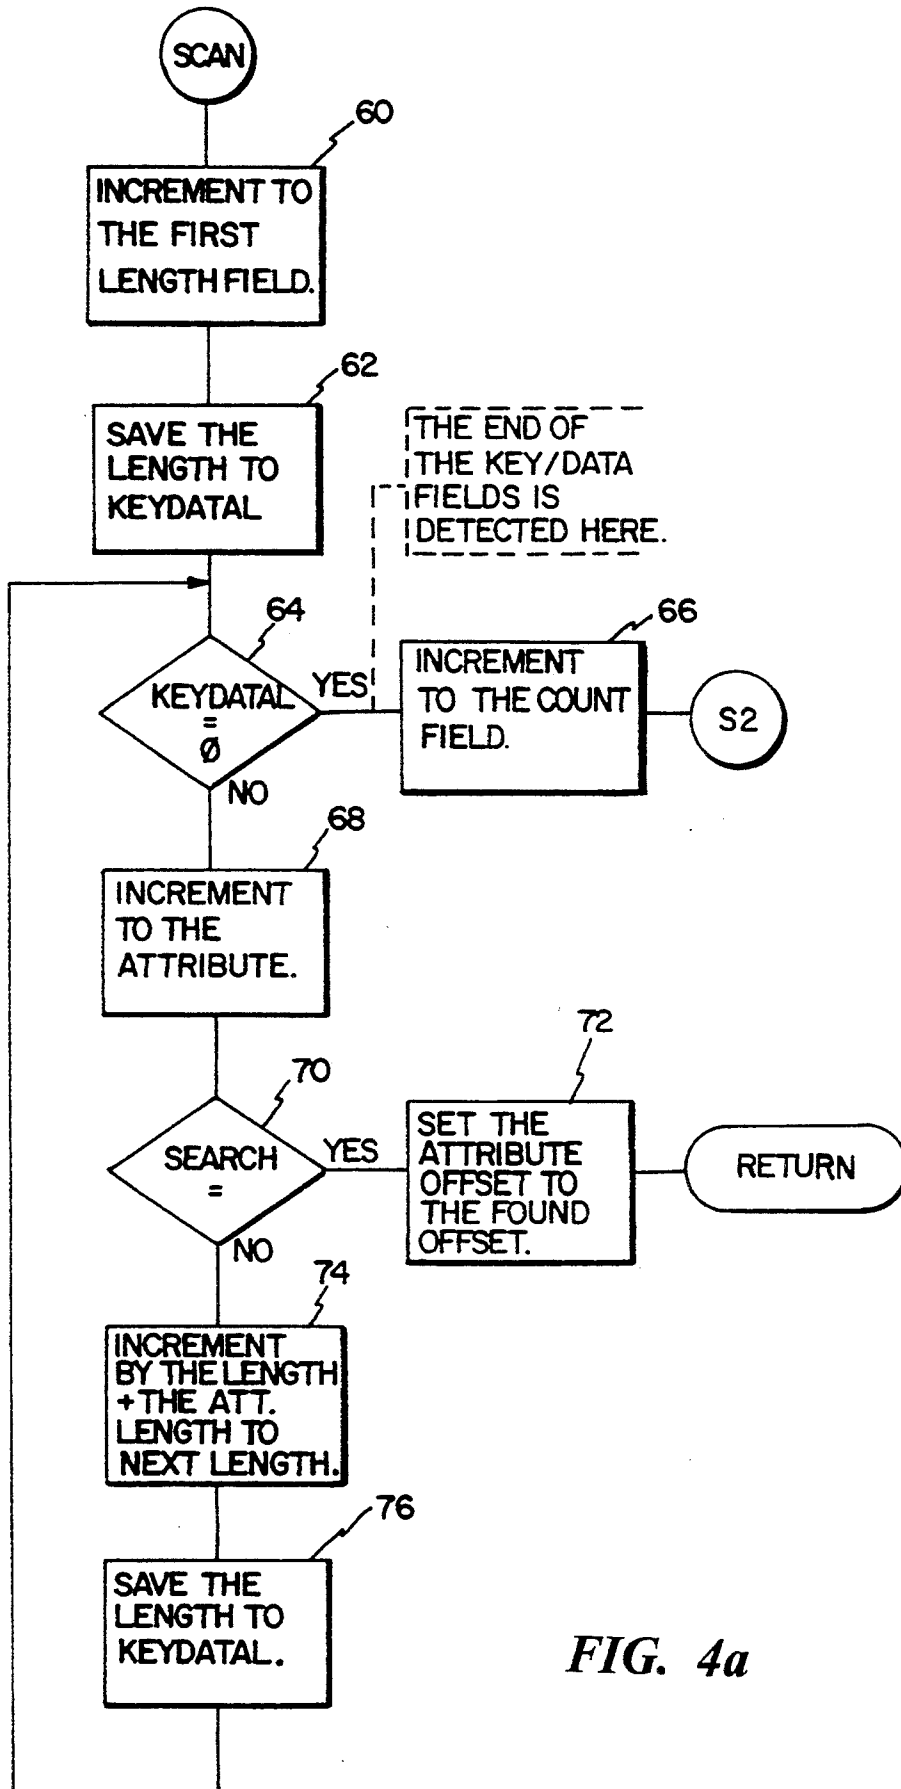 SCAN
60
INCREMENT TO
THE FIRST
LENGTH FIELD.
62
SAVE THE
LENGTH TO
KEYDATAL
THE END OF
THE KEY/DATA
FIELDS IS
DETECTED HERE.
64
KEYDATAL
=
Ø
YES
NO
66
INCREMENT
TO THE COUNT
FIELD.
S2
68
INCREMENT
TO THE
ATTRIBUTE.
70
SEARCH
=
YES
NO
72
SET THE
ATTRIBUTE
OFFSET TO
THE FOUND
OFFSET.
RETURN
74
INCREMENT
BY THE LENGTH
+THE ATT.
LENGTH TO
NEXT LENGTH.
76
SAVE THE
LENGTH TO
KEYDATAL.
FIG. 4a